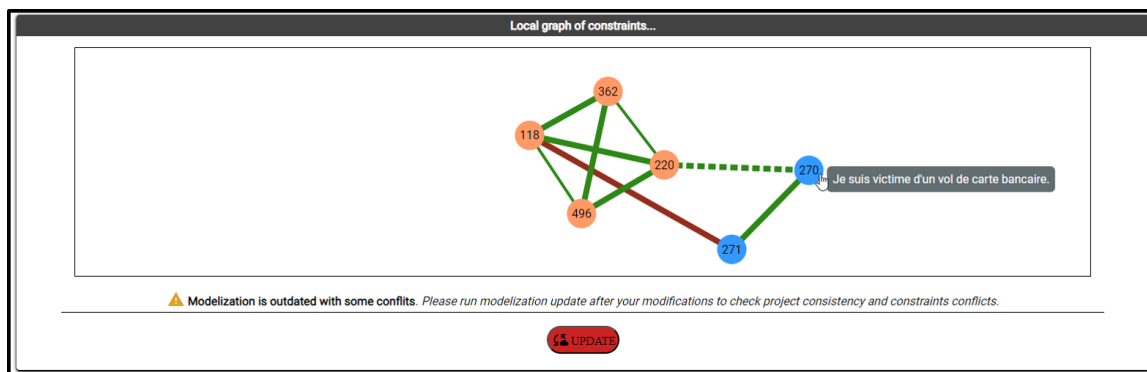 Local graph of constraints...
362
118
220
270
Je suis victime d'un vol de carte bancaire.
496
271
Modelization is outdated with some conflits. Please run modelization update after your modifications to check project consistency and constraints conflicts.
UPDATE